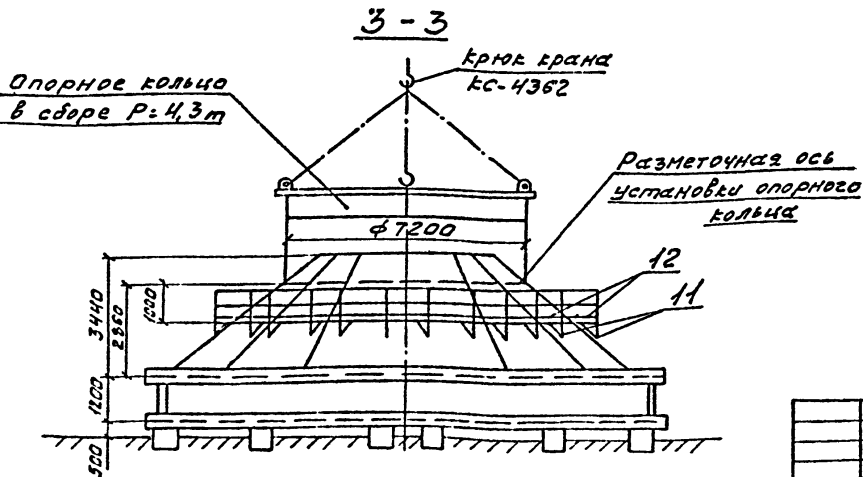 3 - 3
крюк крана
КС-4362
Опорное кольцо
в сборе P=4,3т
Разметочная ось
установки опорного
кольца
ф7200
12
11
3440
2860
1000
1200
500